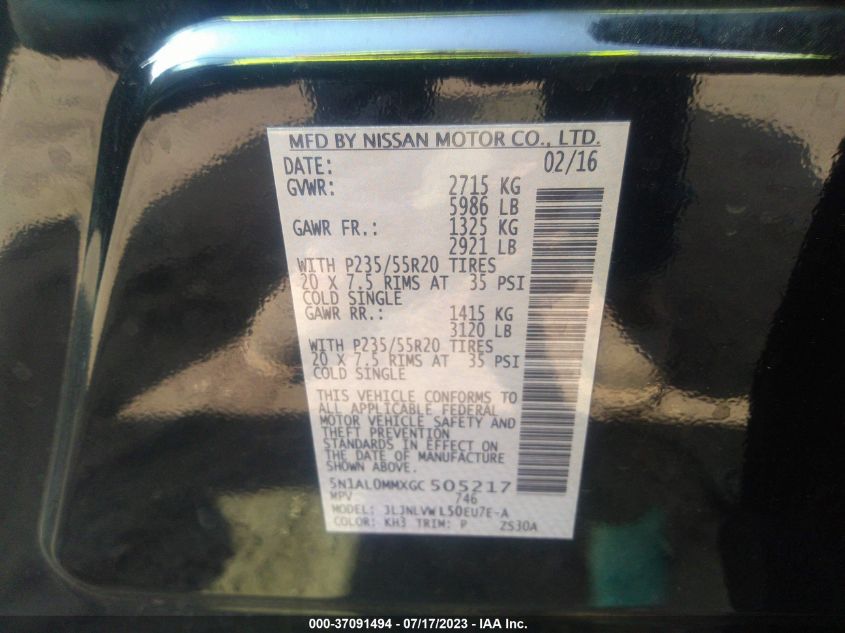 MFD BY NISSAN MOTOR CO., LTD.
DATE: 02/16
GVWR: 2715 KG
5986 LB
GAWR FR.: 1325 KG
2921 LB
WITH P235/55R20 TIRES
20 X 7.5 RIMS AT 35 PSI
COLD SINGLE
GAWR RR.: 1415 KG
3120 LB
WITH P235/55R20 TIRES
20 X 7.5 RIMS AT 35 PSI
COLD SINGLE
THIS VEHICLE CONFORMS TO
ALL APPLICABLE FEDERAL
MOTOR VEHICLE SAFETY AND
THEFT PREVENTION
STANDARDS IN EFFECT ON
THE DATE OF MANUFACTURE
SHOWN ABOVE.
5N1AL0MMXGC 505217
MPV 746
MODEL: 3LJNLVW L50EU7E-A
COLOR: KH3 TRIM: P ZS30A
000-37091494 — 07/17/2023 — IAA Inc.